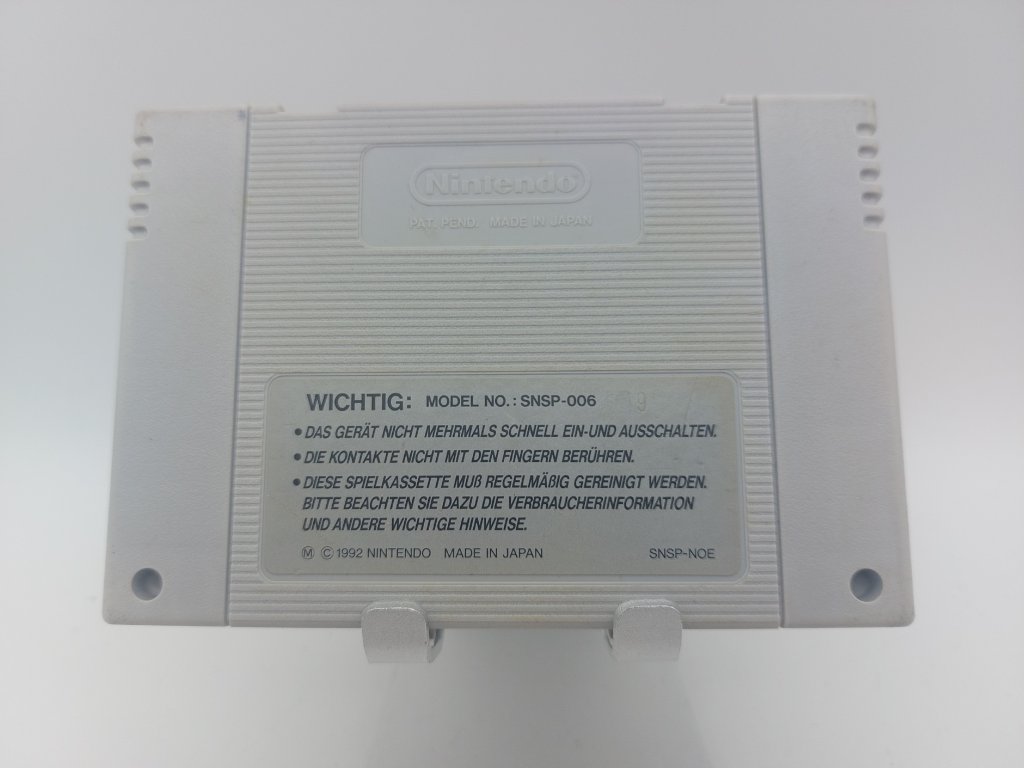 Nintendo
PAT. PEND. MADE IN JAPAN
WICHTIG: MODEL NO.: SNSP-006
• DAS GERÄT NICHT MEHRMALS SCHNELL EIN-UND AUSSCHALTEN.
• DIE KONTAKTE NICHT MIT DEN FINGERN BERÜHREN.
• DIESE SPIELKASSETTE MUß REGELMÄßIG GEREINIGT WERDEN.
BITTE BEACHTEN SIE DAZU DIE VERBRAUCHERINFORMATION
UND ANDERE WICHTIGE HINWEISE.
Ⓜ © 1992 NINTENDO MADE IN JAPAN SNSP-NOE